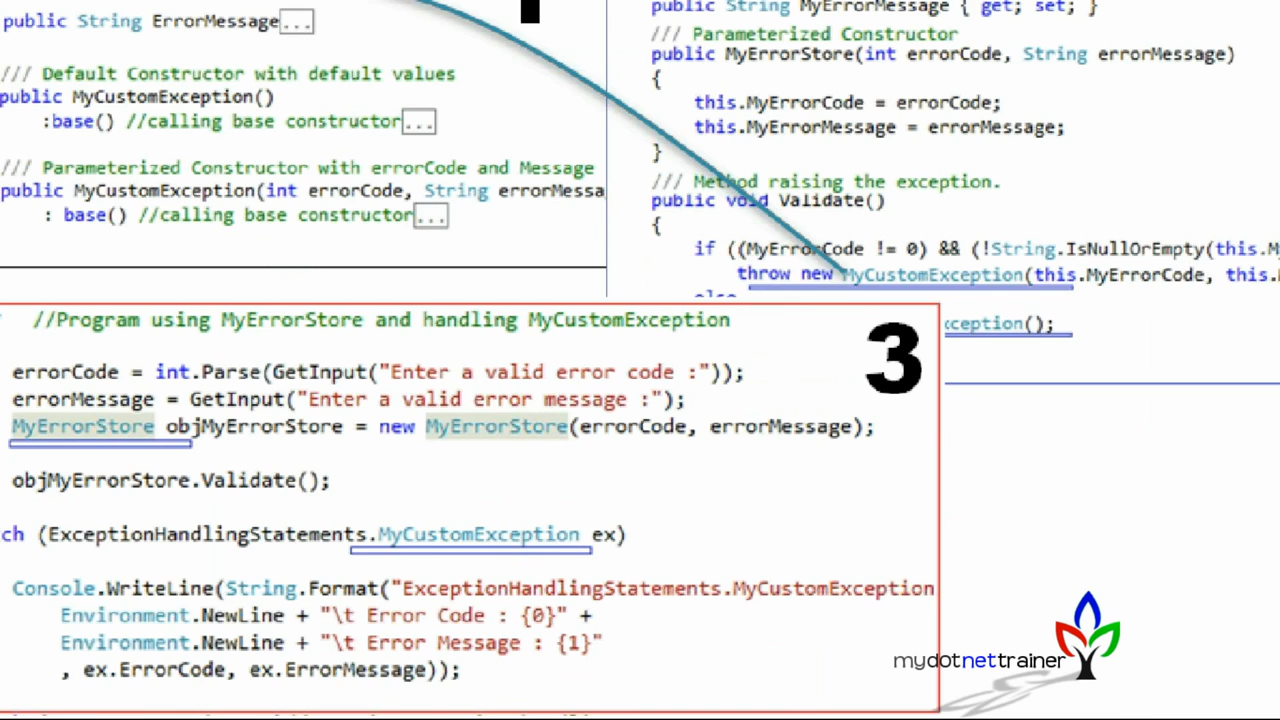 public String ErrorMessage...
/// Default Constructor with default values
public MyCustomException()
:base() //calling base constructor...
/// Parameterized Constructor with errorCode and Message
public MyCustomException(int errorCode, String errorMessa
: base() //calling base constructor...
public String MyErrorMessage { get; set; }
/// Parameterized Constructor
public MyErrorStore(int errorCode, String errorMessage)
{
this.MyErrorCode = errorCode;
this.MyErrorMessage = errorMessage;
}
/// Method raising the exception.
public void Validate()
{
if ((MyErrorCode != 0) && (!String.IsNullOrEmpty(this.My
throw new MyCustomException(this.MyErrorCode, this.
else
xception();
//Program using MyErrorStore and handling MyCustomException
3
errorCode = int.Parse(GetInput("Enter a valid error code :"));
errorMessage = GetInput("Enter a valid error message :");
MyErrorStore objMyErrorStore = new MyErrorStore(errorCode, errorMessage);
objMyErrorStore.Validate();
ch (ExceptionHandlingStatements.MyCustomException ex)
Console.WriteLine(String.Format("ExceptionHandlingStatements.MyCustomException
Environment.NewLine + "\t Error Code : {0}" +
Environment.NewLine + "\t Error Message : {1}"
, ex.ErrorCode, ex.ErrorMessage));
mydotnettrainer